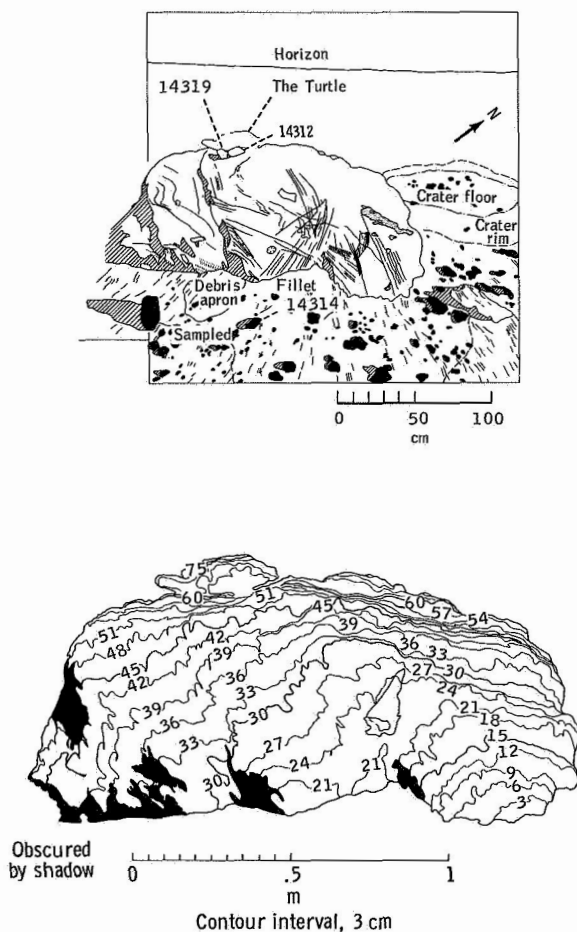 Horizon
14319
The Turtle
14312
N
Crater floor
Crater
rim
Debris
apron
Fillet
14314
Sampled
0 50 100
cm
75
60
51
60
57
54
51
48
45
42
45
39
36
33
30
42
39
36
33
30
27
24
21
18
15
12
9
6
3
45
42
39
36
33
30
27
24
21
21
Obscured
by shadow
0 .5 1
m
Contour interval, 3 cm